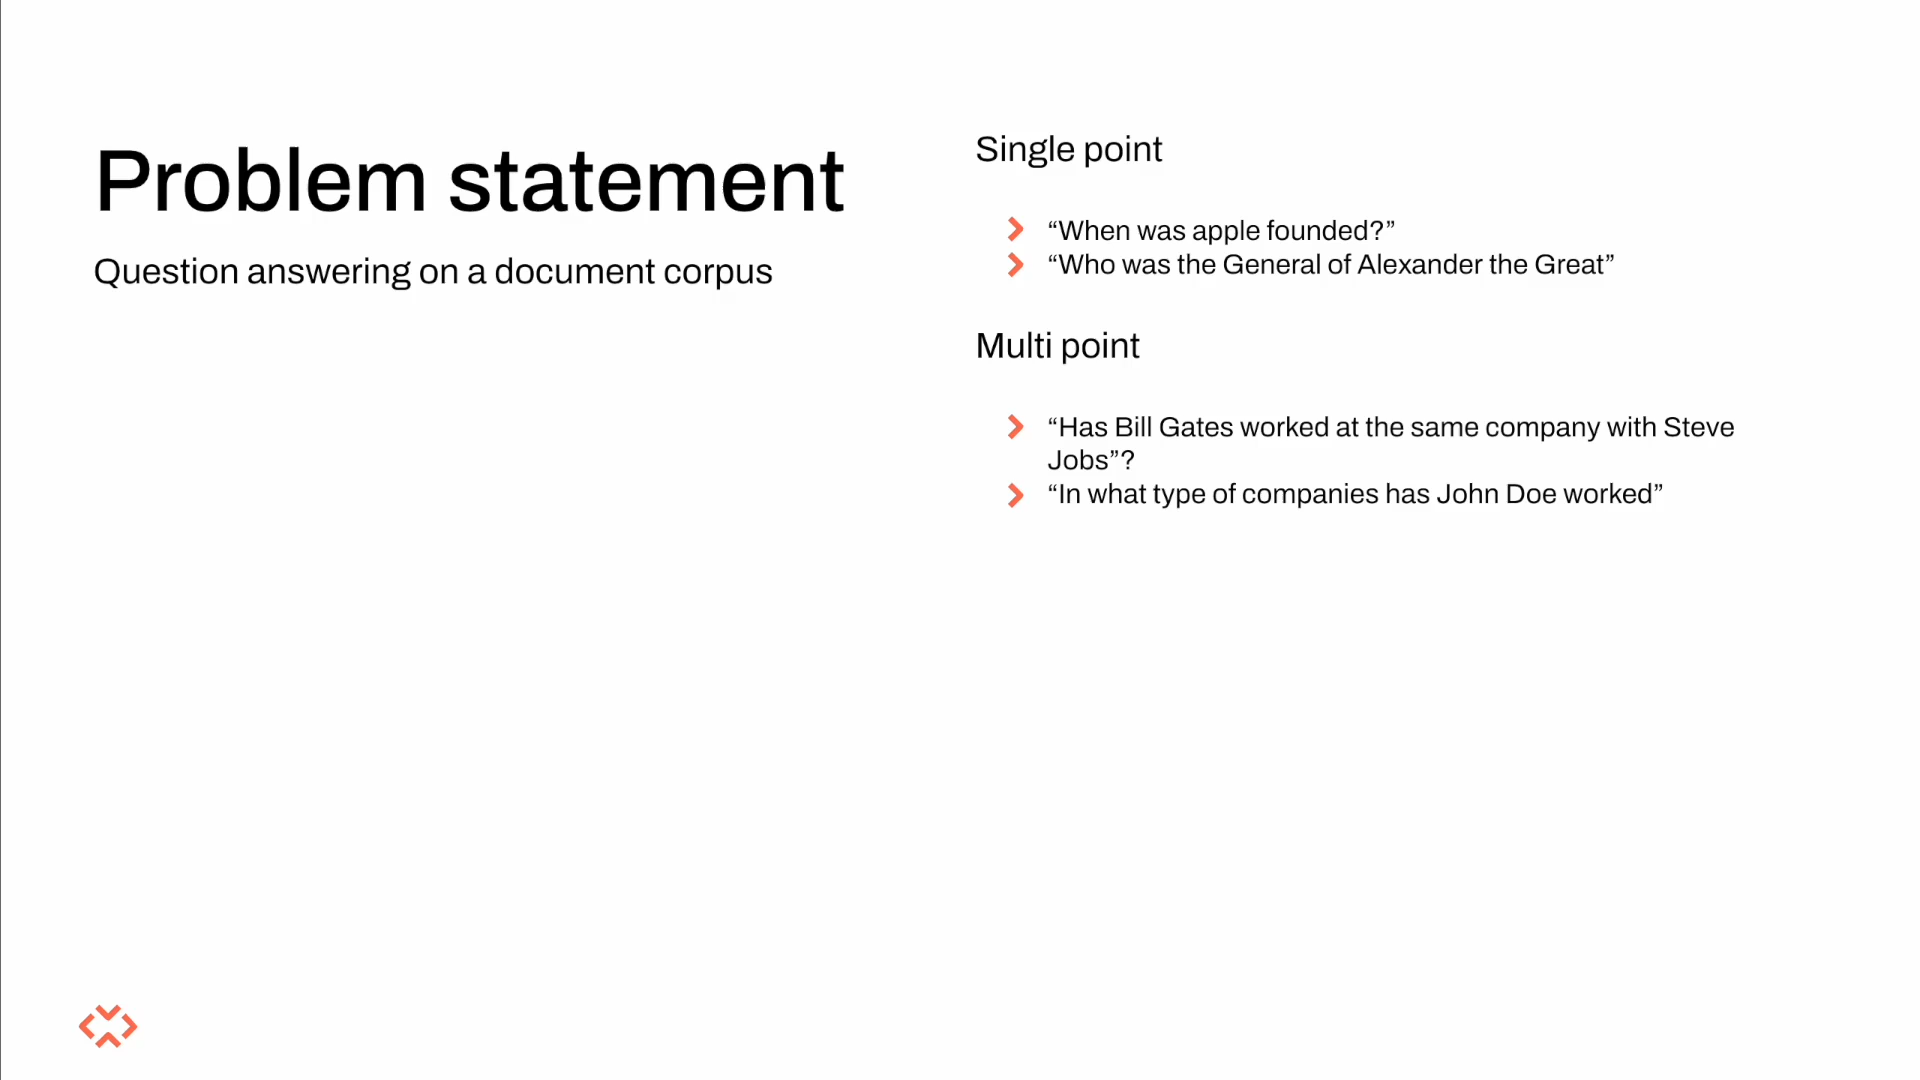 Problem statement
Question answering on a document corpus
Single point
“When was apple founded?”
“Who was the General of Alexander the Great”
Multi point
“Has Bill Gates worked at the same company with Steve
Jobs”?
“In what type of companies has John Doe worked”